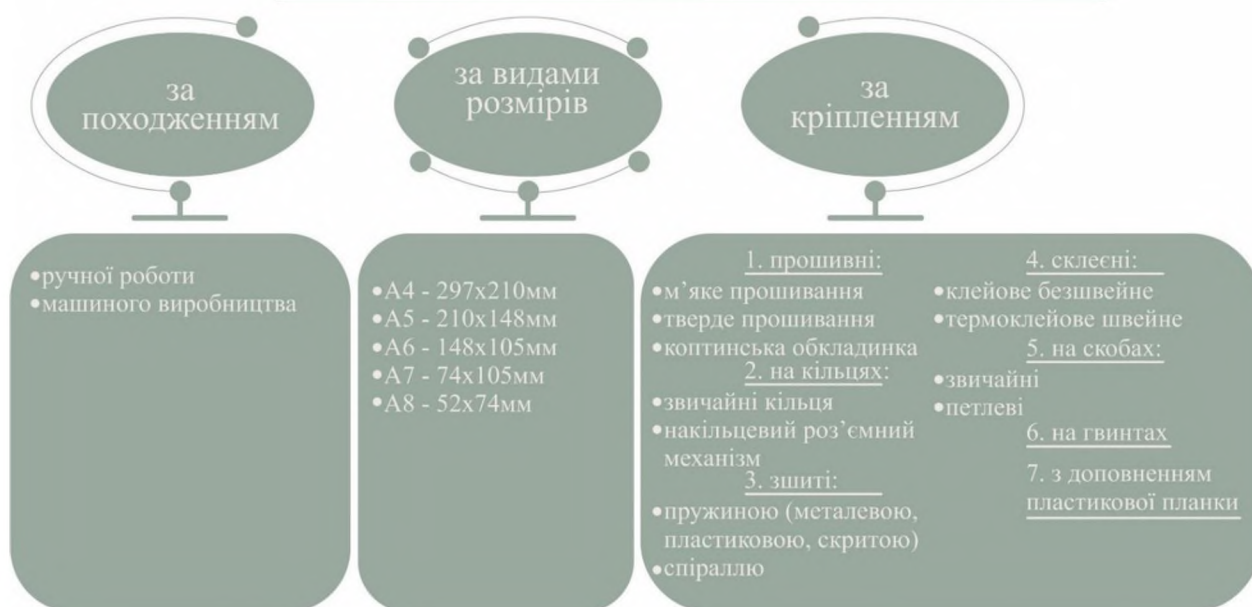 за
походженням
за видами
розмірів
за
кріпленням
•ручної роботи
•машиного виробництва
•А4 - 297х210мм
•А5 - 210х148мм
•А6 - 148х105мм
•А7 - 74х105мм
•А8 - 52х74мм
1. прошивні:
•м’яке прошивання
•тверде прошивання
•коптинська обкладинка
2. на кільцях:
•звичайні кільця
•накільцевий роз’ємний
механізм
3. зшиті:
•пружиною (металевою,
пластиковою, скритою)
•спіраллю
4. склеєні:
•клейове безшвейне
•термоклейове швейне
5. на скобах:
•звичайні
•петлеві
6. на гвинтах
7. з доповненням
пластикової планки